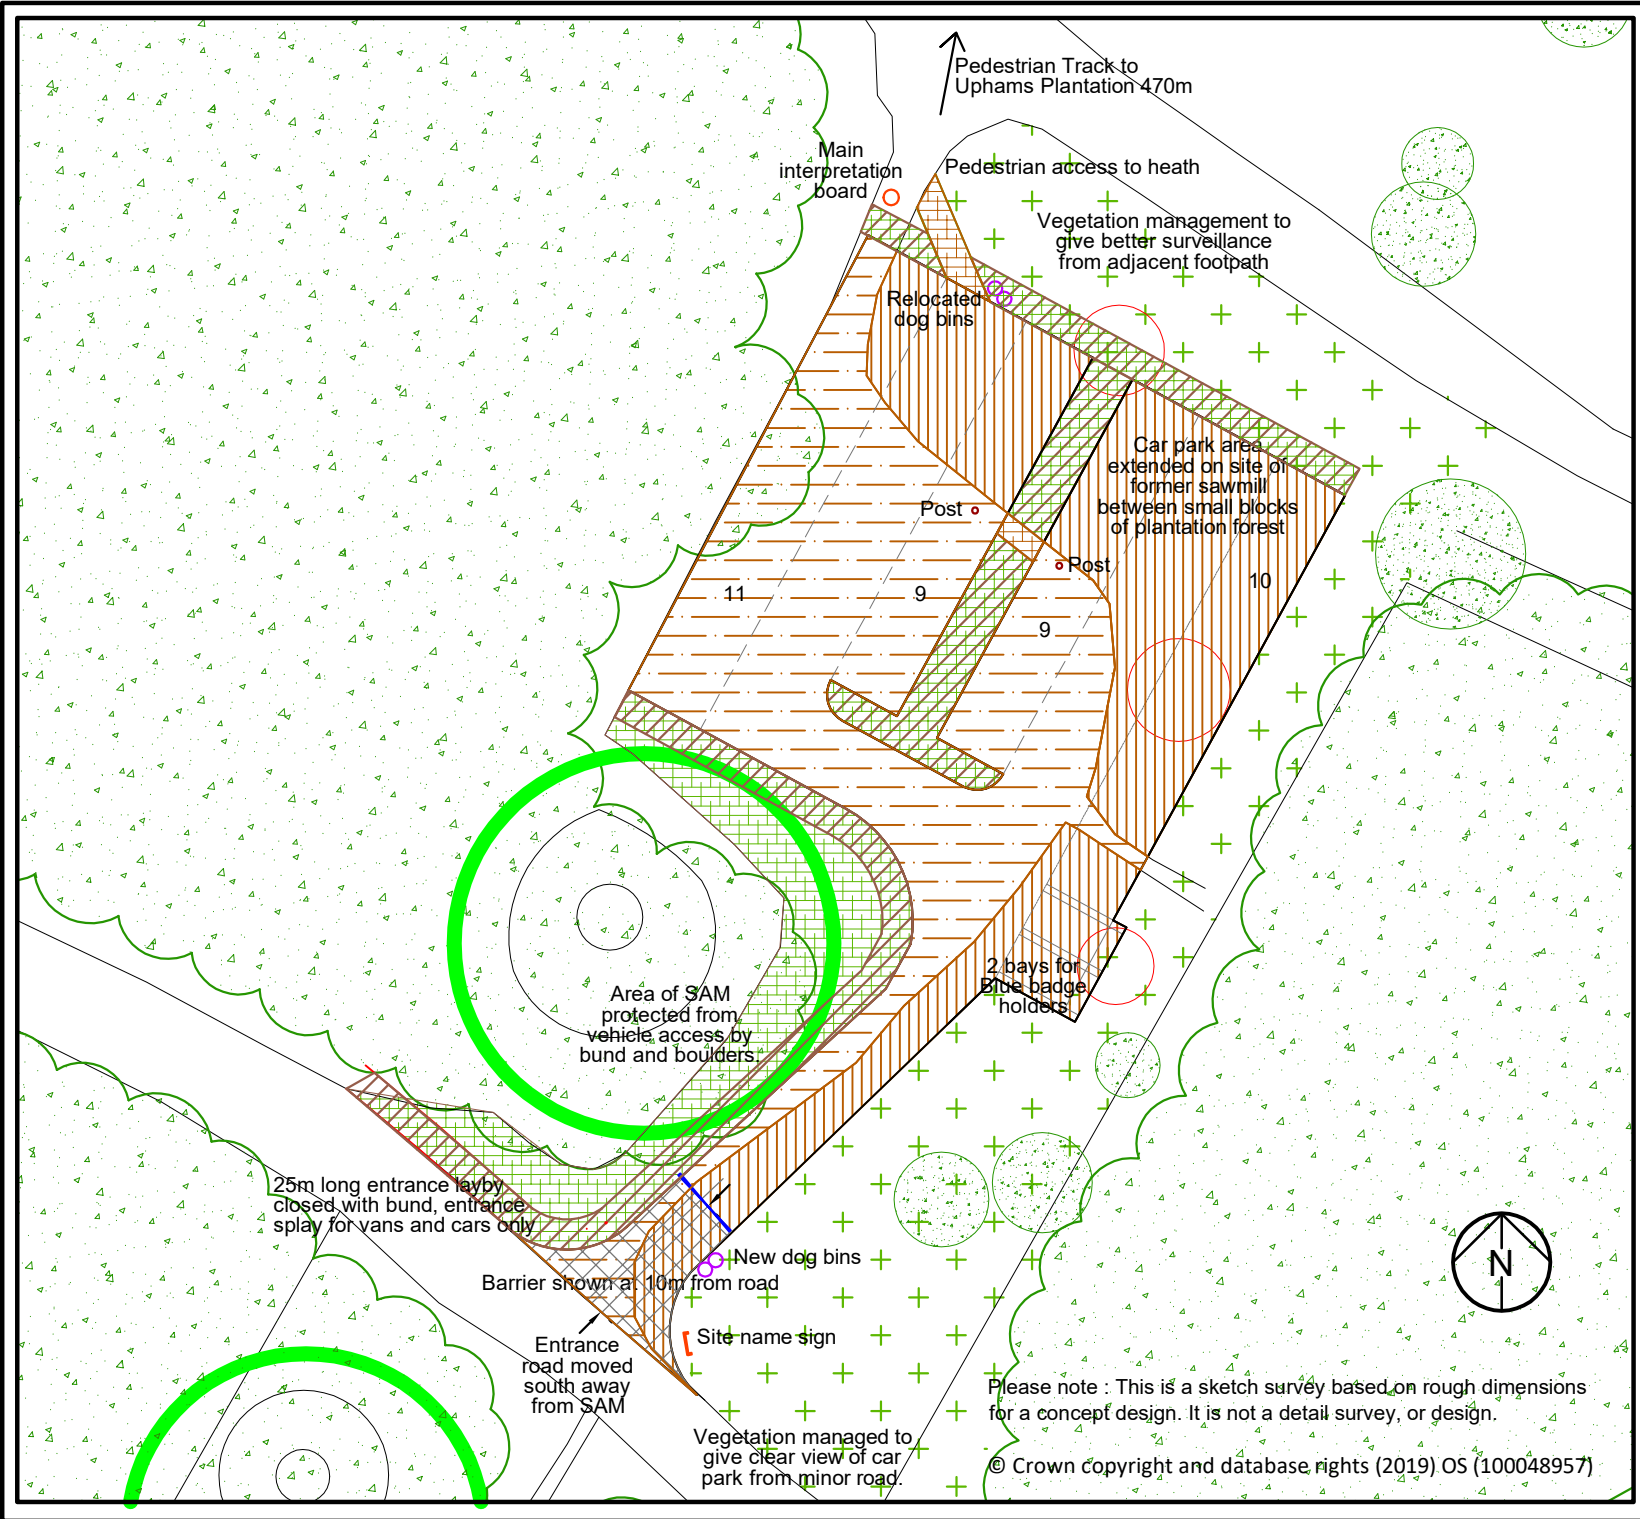 Pedestrian Track to
Uphams Plantation 470m
Main
interpretation
board
Pedestrian access to heath
Vegetation management to
give better surveillance
from adjacent footpath
Relocated
dog bins
Car park area
extended on site of
former sawmill
between small blocks
of plantation forest
Post
Post
11
9
9
10
2 bays for
Blue badge
holders
Area of SAM
protected from
vehicle access by
bund and boulders.
25m long entrance layby
closed with bund, entrance
splay for vans and cars only
New dog bins
Barrier shown at 10m from road
Site name sign
Entrance
road moved
south away
from SAM
N
Please note : This is a sketch survey based on rough dimensions
for a concept design. It is not a detail survey, or design.
Vegetation managed to
give clear view of car
park from minor road.
© Crown copyright and database rights (2019) OS (100048957)